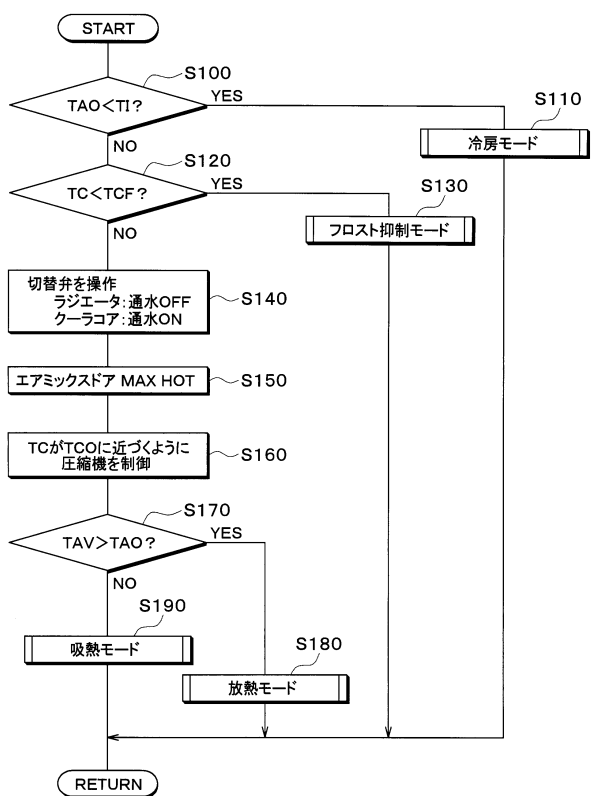 START
S100
TAO<TI?
YES
S110
冷房モード
NO
S120
TC<TCF?
YES
S130
フロスト抑制モード
NO
切替弁を操作
ラジエータ:通水OFF
クーラコア:通水ON
S140
エアミックスドア MAX HOT
S150
TCがTCOに近づくように
圧縮機を制御
S160
S170
TAV>TAO?
YES
NO
S190
吸熱モード
S180
放熱モード
RETURN